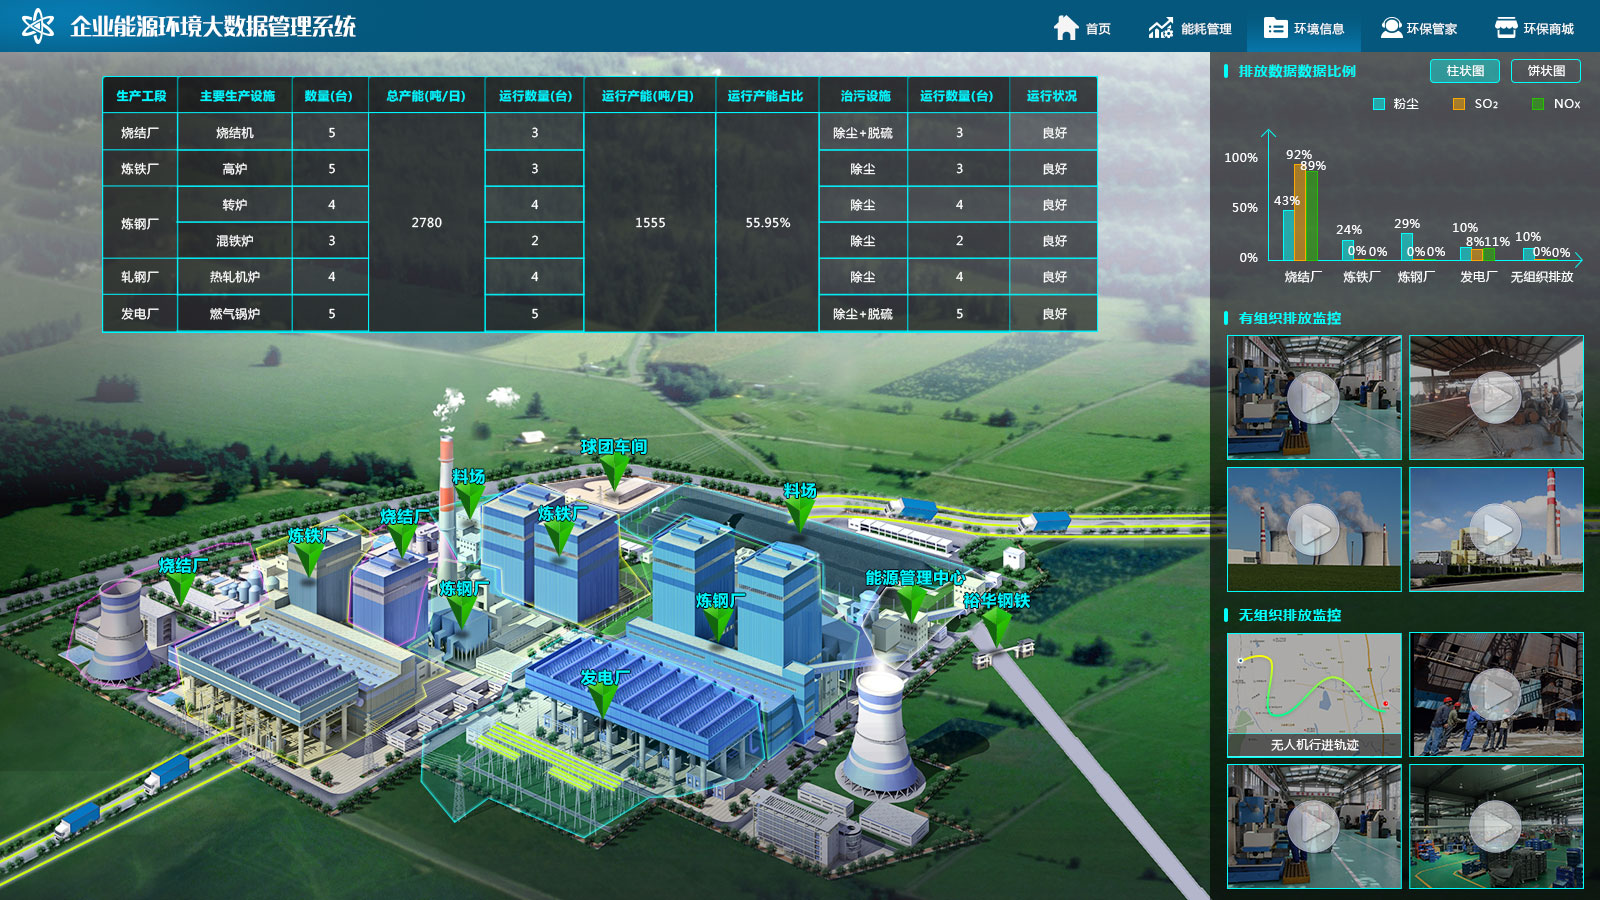 企业能源环境大数据管理系统
首页 能耗管理 环境信息 环保管家 环保商城
生产工段 主要生产设施 数量(台) 总产能(吨/日) 运行数量(台) 运行产能(吨/日) 运行产能占比 治污设施 运行数量(台) 运行状况
烧结厂 烧结机 5 3 除尘+脱硫 3 良好
炼铁厂 高炉 5 3 除尘 3 良好
炼钢厂 转炉 4 4 除尘 4 良好
2780 1555 55.95%
混铁炉 3 2 除尘 2 良好
轧钢厂 热轧机炉 4 4 除尘 4 良好
发电厂 燃气锅炉 5 5 除尘+脱硫 5 良好
球团车间
料场
料场
烧结厂
炼铁厂
炼铁厂
烧结厂
炼钢厂
能源管理中心
炼钢厂
裕华钢铁
发电厂
排放数据数据比例
柱状图 饼状图
粉尘 SO₂ NOx
100%
50%
0%
43% 92% 89%
24% 0% 0%
29% 0% 0%
10% 8% 11%
10% 0% 0%
烧结厂 炼铁厂 炼钢厂 发电厂 无组织排放
有组织排放监控
无组织排放监控
无人机行进轨迹